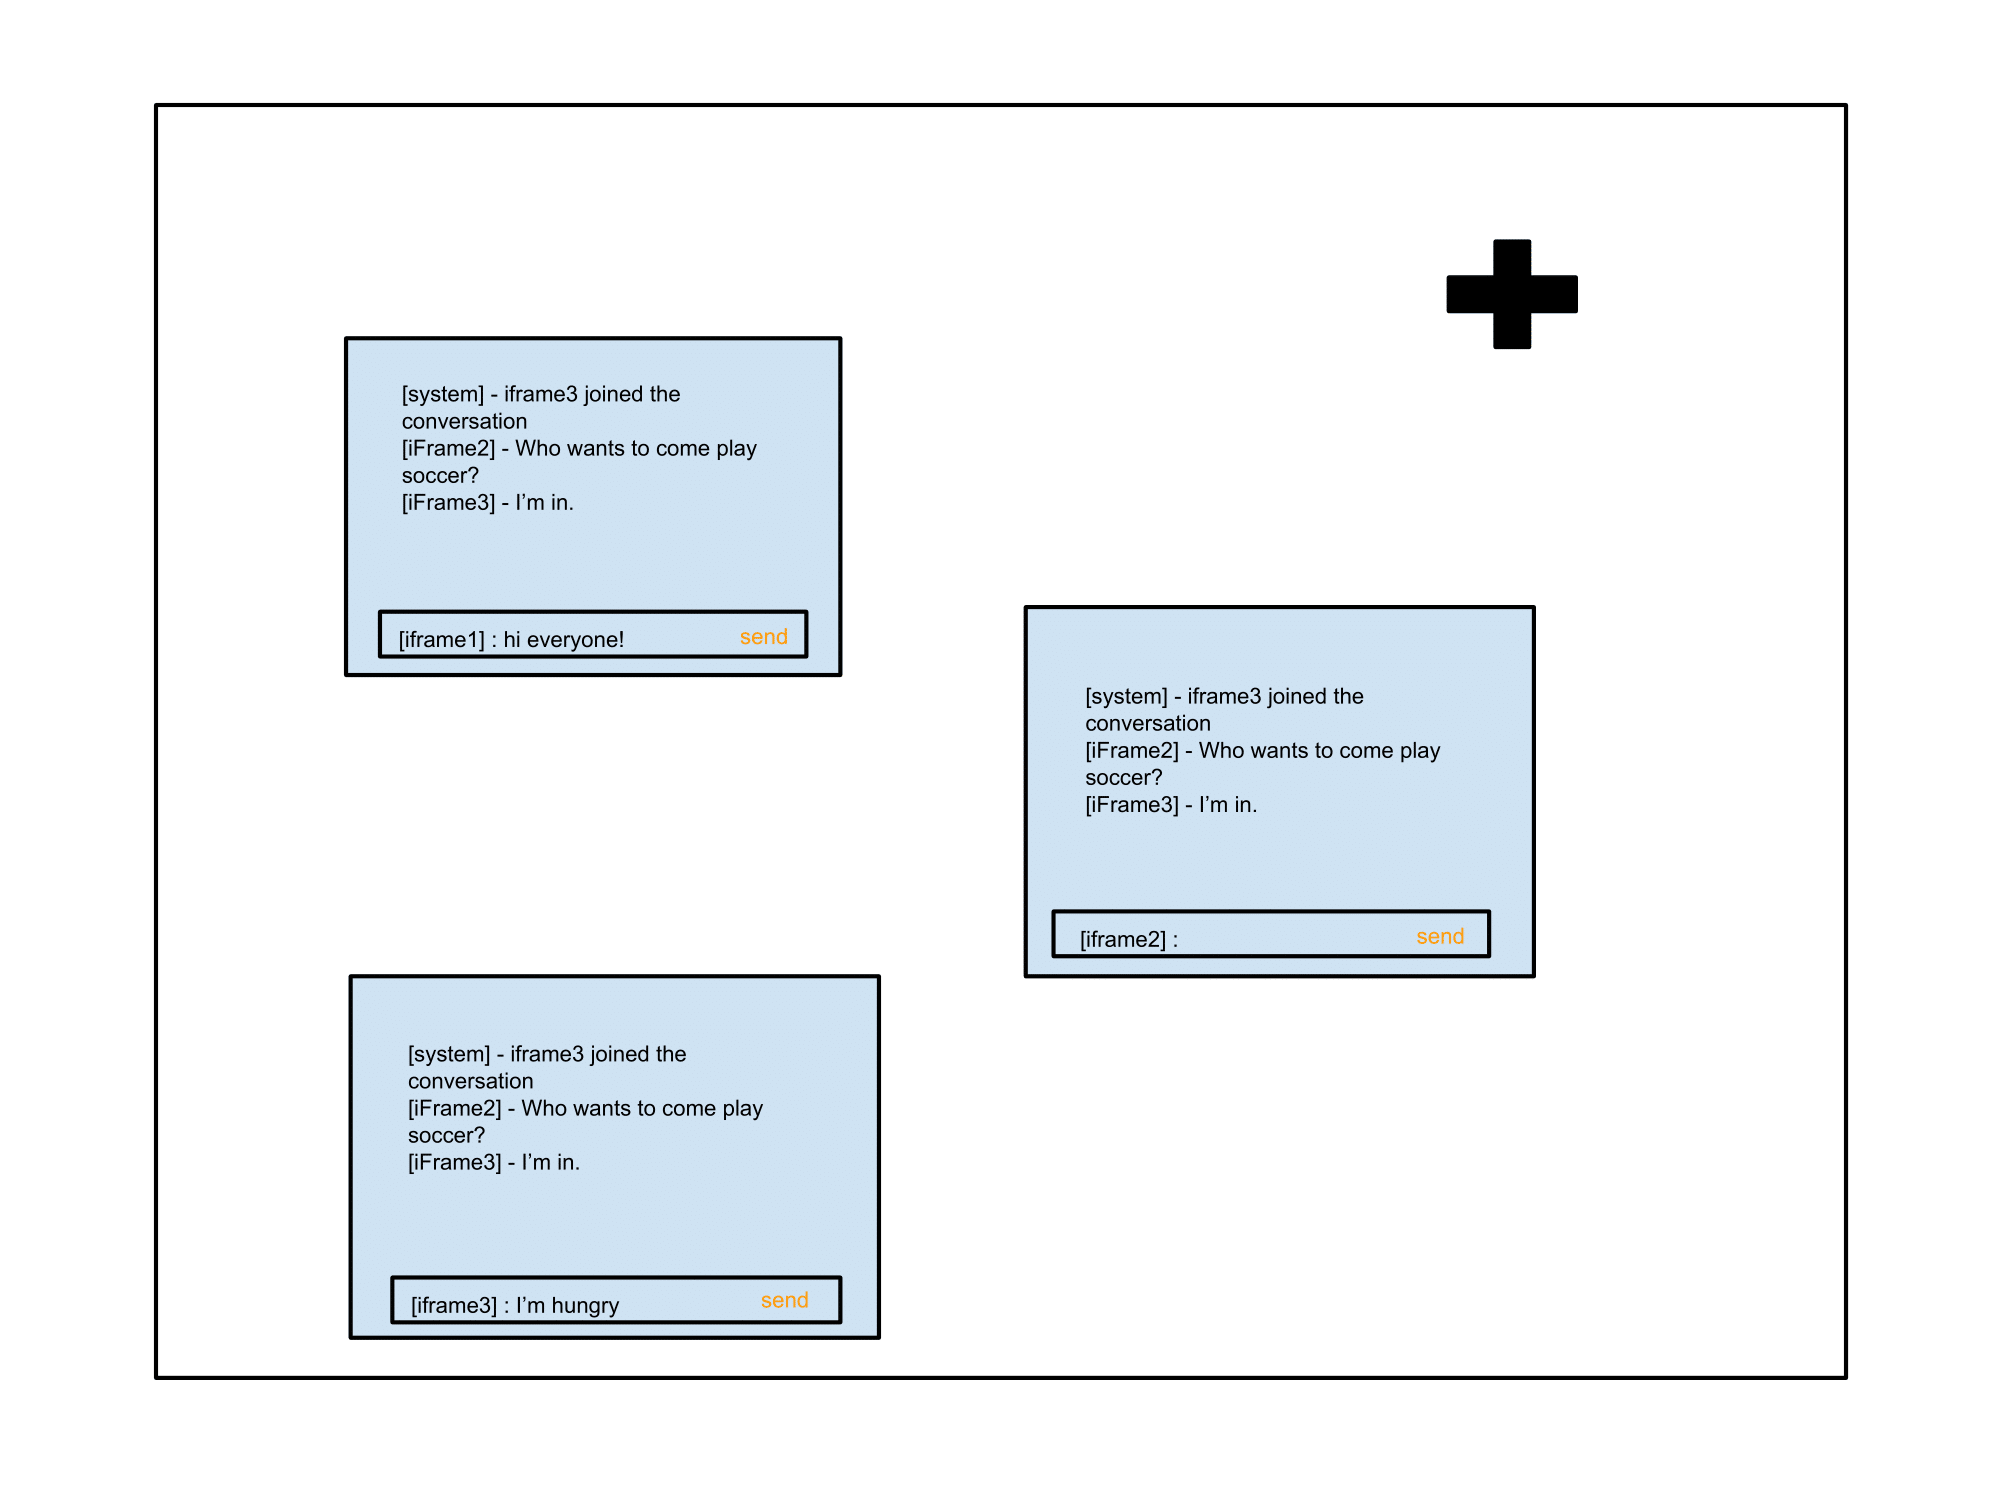 [system] - iframe3 joined the
conversation
[iFrame2] - Who wants to come play
soccer?
[iFrame3] - I’m in.
[iframe1] : hi everyone!
send
[system] - iframe3 joined the
conversation
[iFrame2] - Who wants to come play
soccer?
[iFrame3] - I’m in.
[iframe2] :
send
[system] - iframe3 joined the
conversation
[iFrame2] - Who wants to come play
soccer?
[iFrame3] - I’m in.
[iframe3] : I’m hungry
send